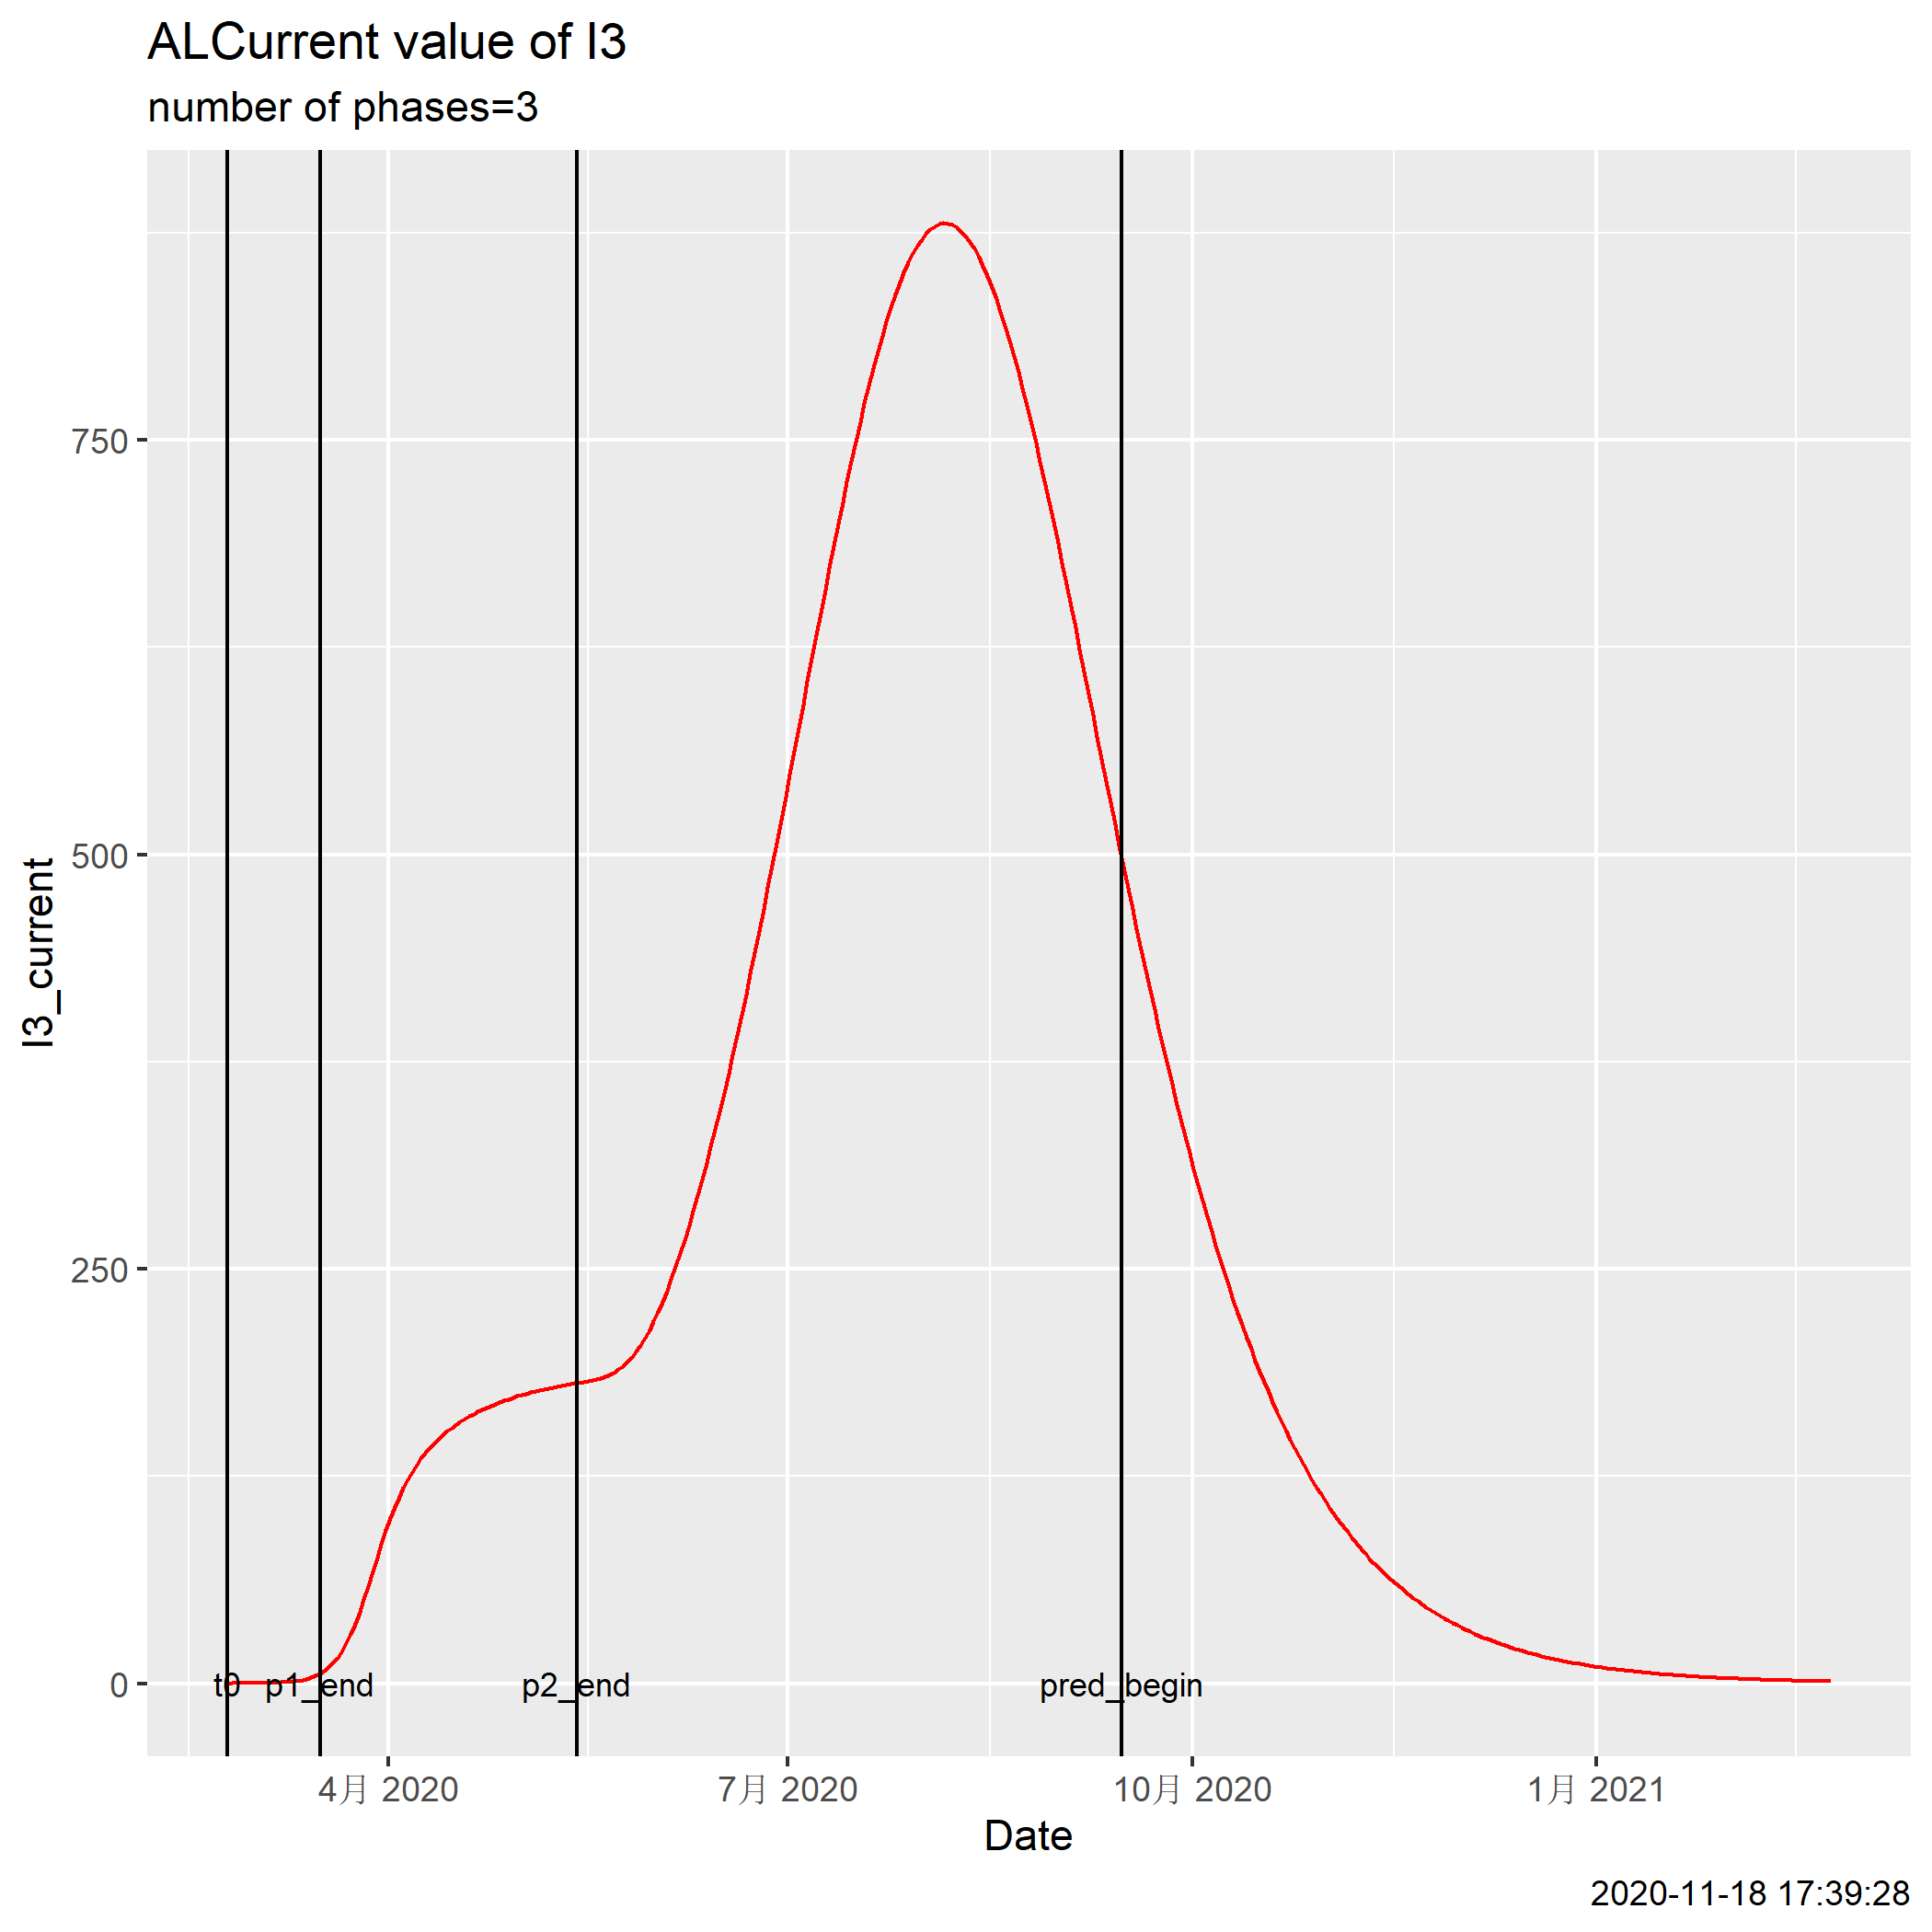 ALCurrent value of I3
number of phases=3
I3_current
750
500
250
0
t0 p1_end p2_end pred_begin
4月 2020 7月 2020 10月 2020 1月 2021
Date
2020-11-18 17:39:28